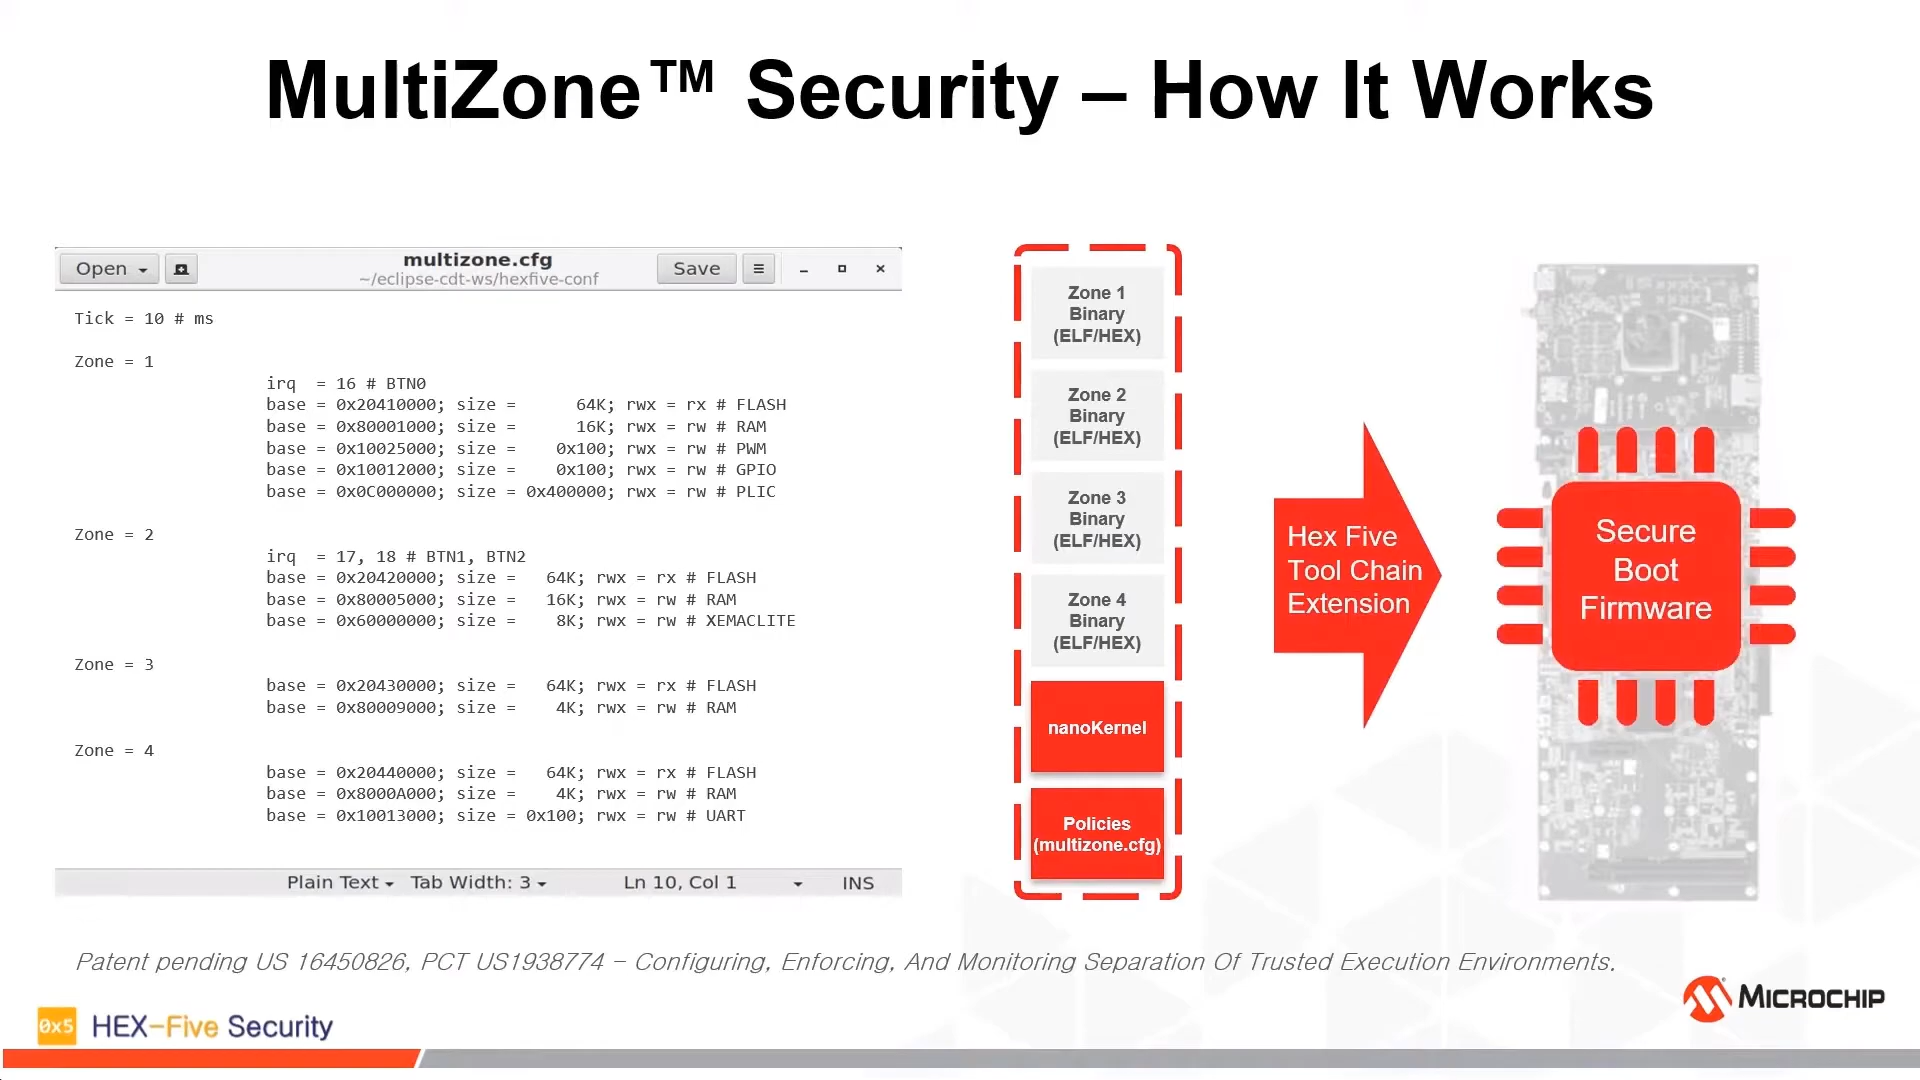 MultiZone™ Security – How It Works
Open
multizone.cfg
~/eclipse-cdt-ws/hexfive-conf
Save
Tick = 10 # ms
Zone = 1
irq = 16 # BTN0
base = 0x20410000; size = 64K; rwx = rx # FLASH
base = 0x80001000; size = 16K; rwx = rw # RAM
base = 0x10025000; size = 0x100; rwx = rw # PWM
base = 0x10012000; size = 0x100; rwx = rw # GPIO
base = 0x0C000000; size = 0x400000; rwx = rw # PLIC
Zone = 2
irq = 17, 18 # BTN1, BTN2
base = 0x20420000; size = 64K; rwx = rx # FLASH
base = 0x80005000; size = 16K; rwx = rw # RAM
base = 0x60000000; size = 8K; rwx = rw # XEMACLITE
Zone = 3
base = 0x20430000; size = 64K; rwx = rx # FLASH
base = 0x80009000; size = 4K; rwx = rw # RAM
Zone = 4
base = 0x20440000; size = 64K; rwx = rx # FLASH
base = 0x8000A000; size = 4K; rwx = rw # RAM
base = 0x10013000; size = 0x100; rwx = rw # UART
Plain Text Tab Width: 3 Ln 10, Col 1 INS
Zone 1
Binary
(ELF/HEX)
Zone 2
Binary
(ELF/HEX)
Zone 3
Binary
(ELF/HEX)
Zone 4
Binary
(ELF/HEX)
nanoKernel
Policies
(multizone.cfg)
Hex Five
Tool Chain
Extension
Secure
Boot
Firmware
Patent pending US 16450826, PCT US1938774 – Configuring, Enforcing, And Monitoring Separation Of Trusted Execution Environments.
0x5 HEX-Five Security
MICROCHIP